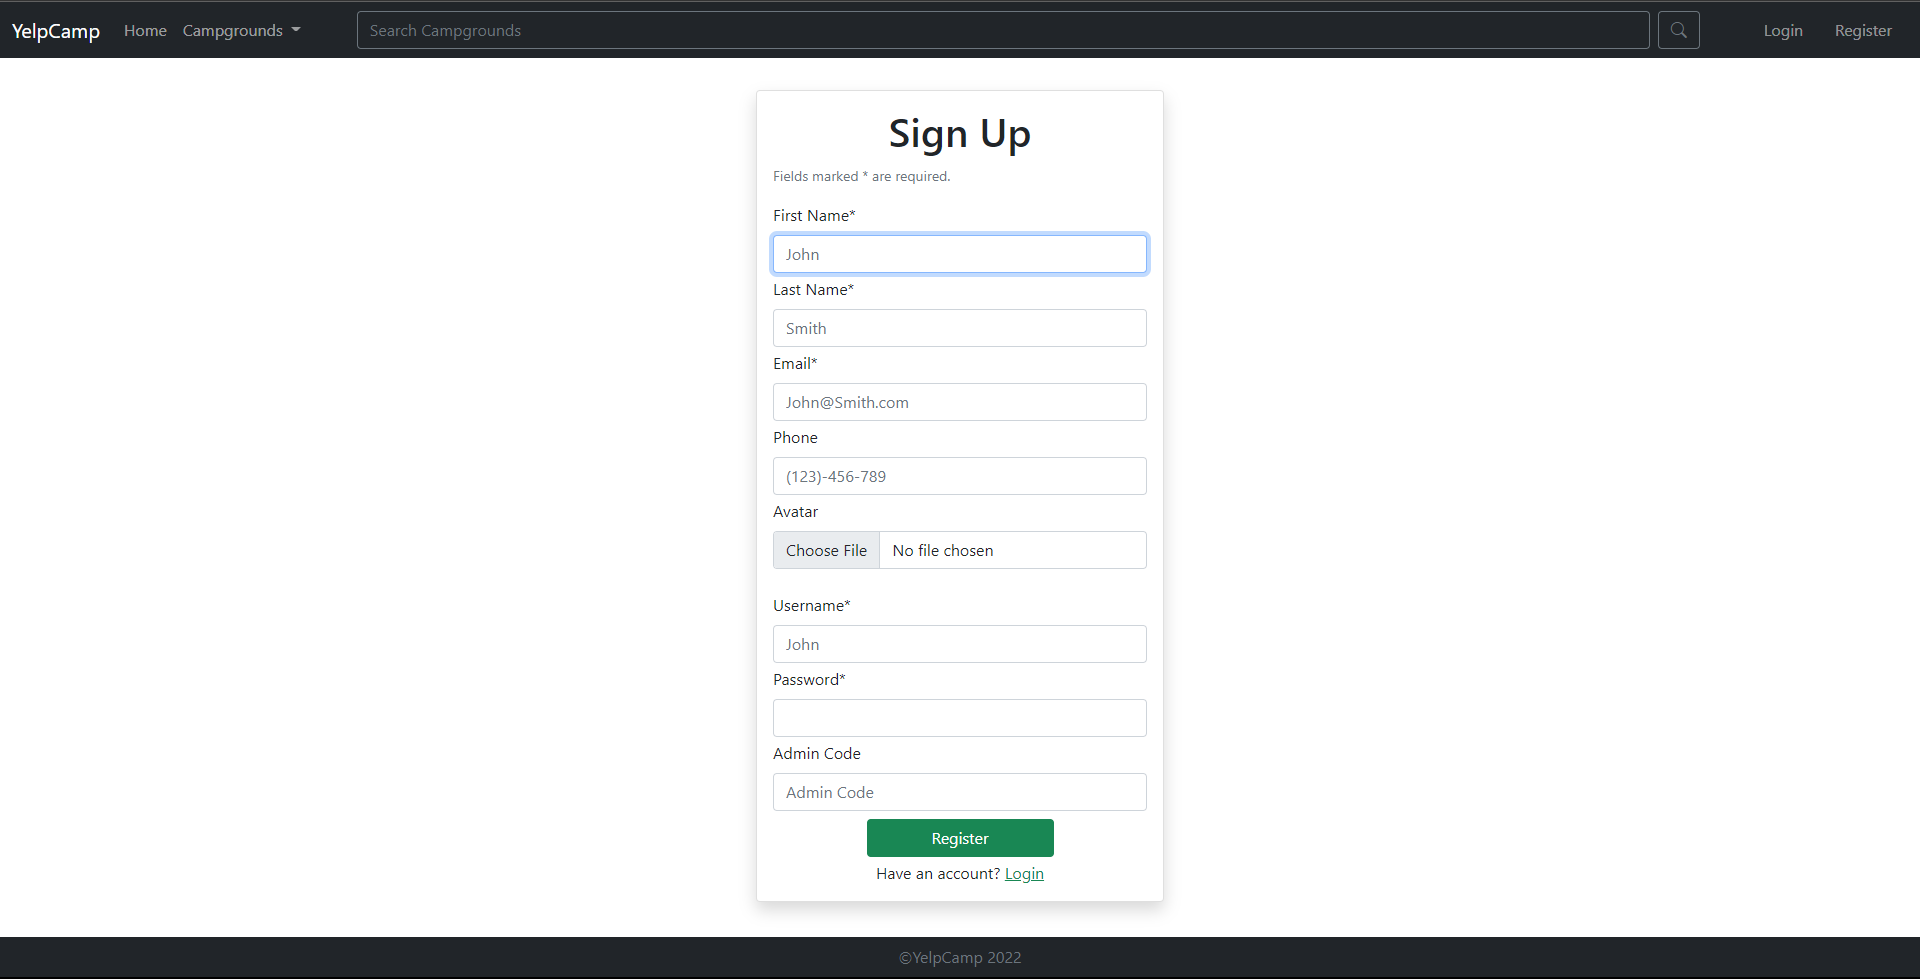 YelpCamp Home Campgrounds Search Campgrounds Login Register
Sign Up
Fields marked * are required.
First Name*
John
Last Name*
Smith
Email*
John@Smith.com
Phone
(123)-456-789
Avatar
Choose File No file chosen
Username*
John
Password*
Admin Code
Admin Code
Register
Have an account? Login
©YelpCamp 2022